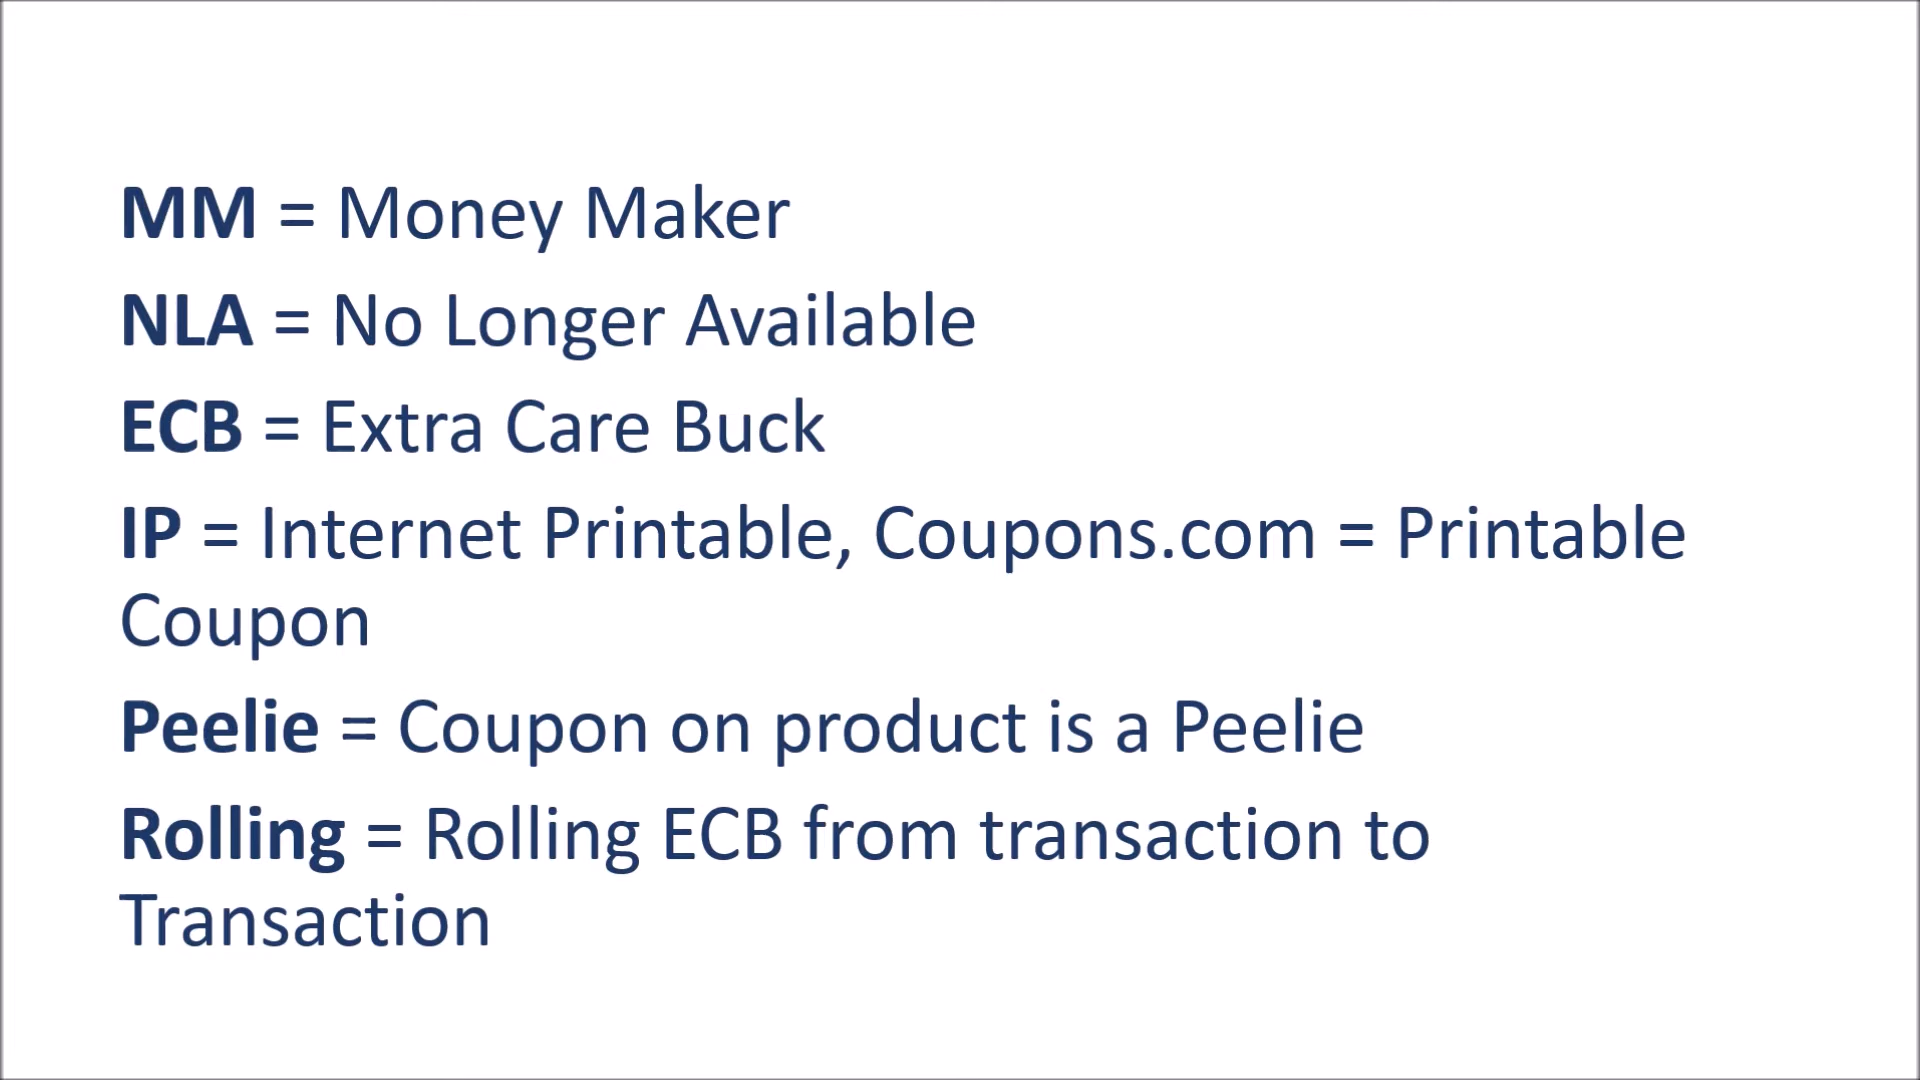 MM = Money Maker
NLA = No Longer Available
ECB = Extra Care Buck
IP = Internet Printable, Coupons.com = Printable
Coupon
Peelie = Coupon on product is a Peelie
Rolling = Rolling ECB from transaction to
Transaction